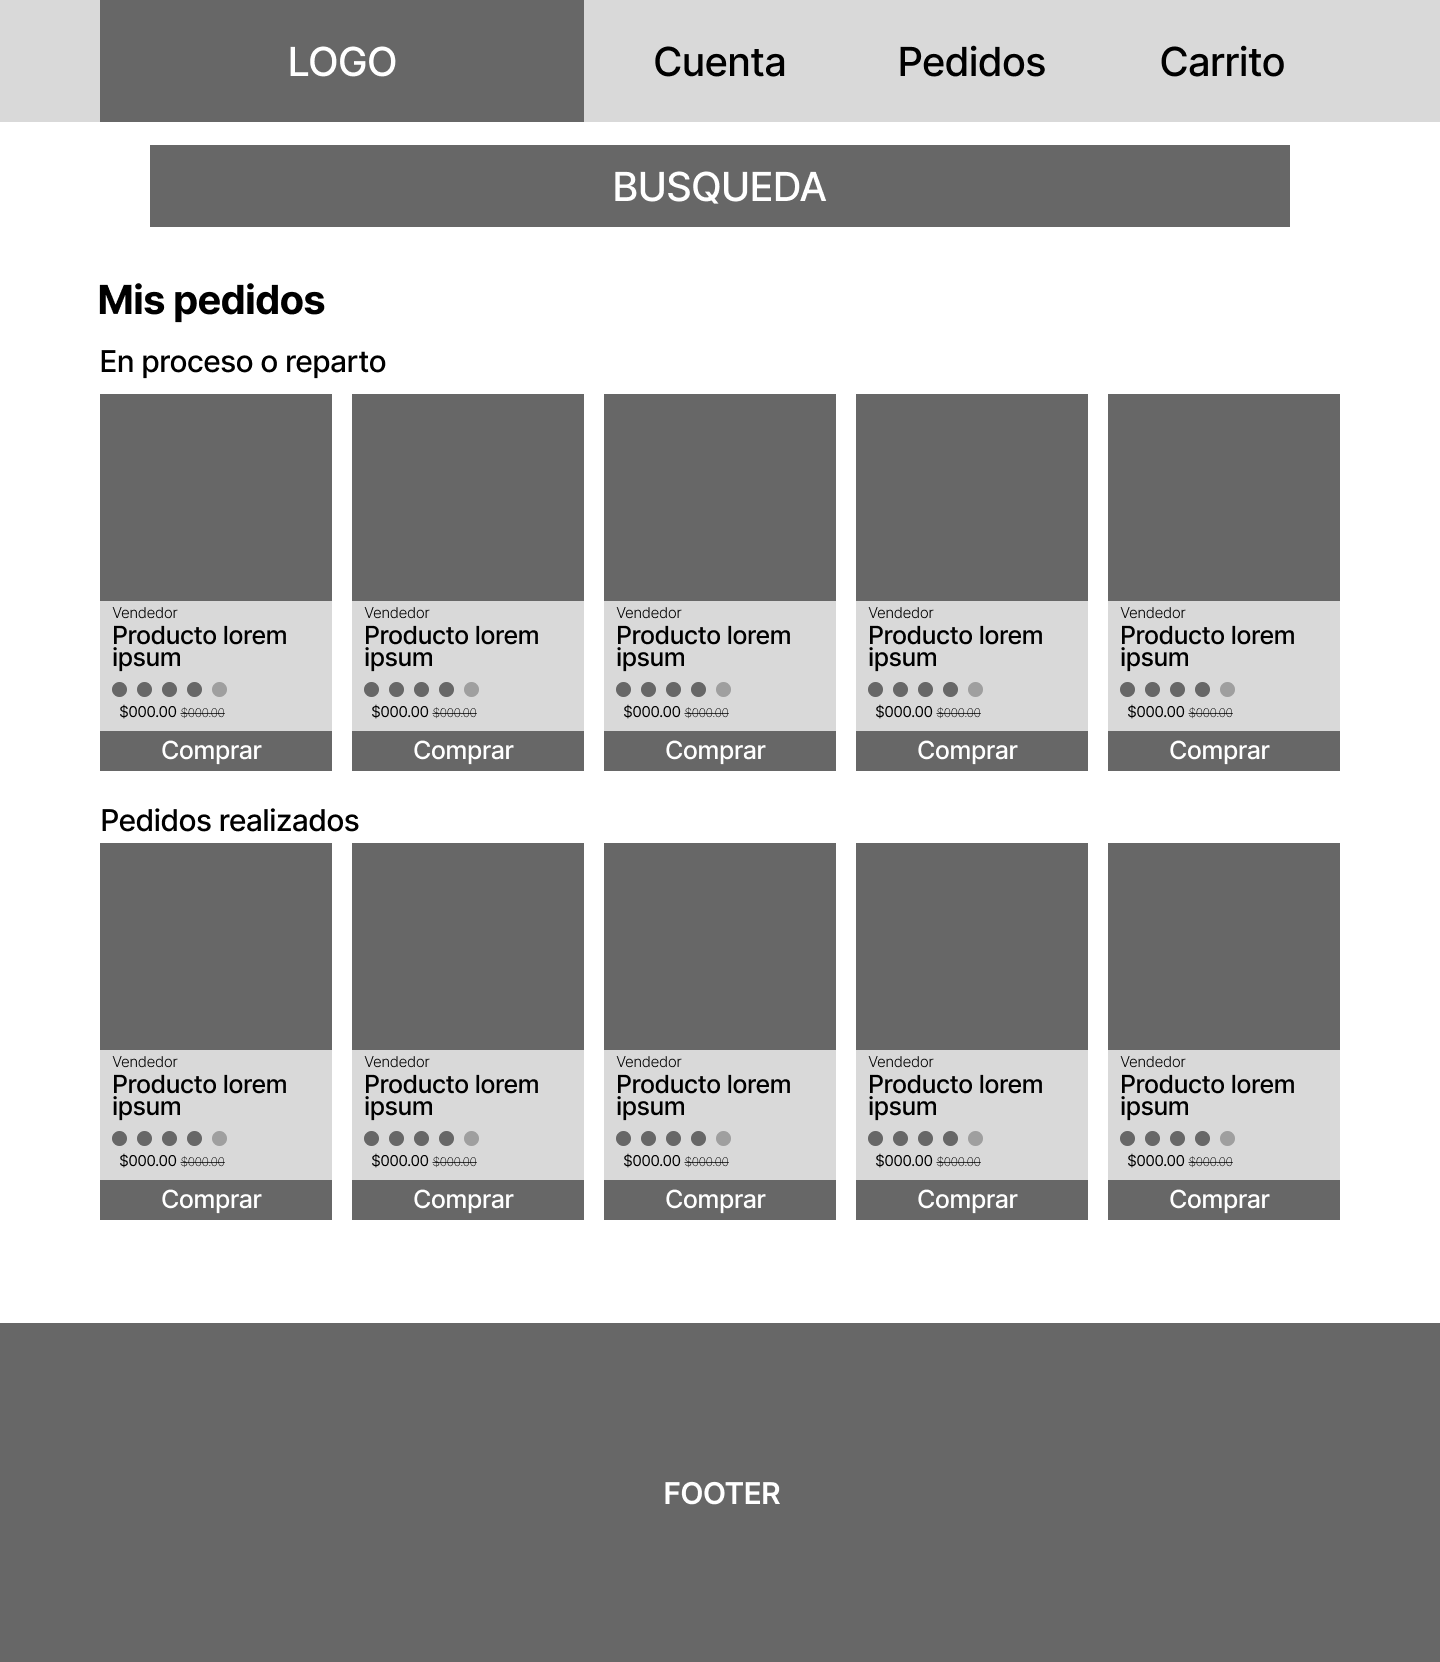 LOGO Cuenta Pedidos Carrito
BUSQUEDA
Mis pedidos
En proceso o reparto
Vendedor Vendedor Vendedor Vendedor Vendedor
Producto lorem Producto lorem Producto lorem Producto lorem Producto lorem
ipsum ipsum ipsum ipsum ipsum
$000.00 $000.00 $000.00 $000.00 $000.00 $000.00 $000.00 $000.00 $000.00 $000.00
Comprar Comprar Comprar Comprar Comprar
Pedidos realizados
Vendedor Vendedor Vendedor Vendedor Vendedor
Producto lorem Producto lorem Producto lorem Producto lorem Producto lorem
ipsum ipsum ipsum ipsum ipsum
$000.00 $000.00 $000.00 $000.00 $000.00 $000.00 $000.00 $000.00 $000.00 $000.00
Comprar Comprar Comprar Comprar Comprar
FOOTER